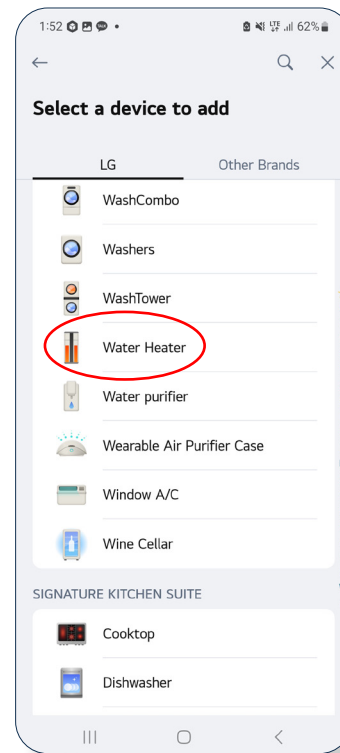 1:52 LTE 62%
Select a device to add
LG Other Brands
WashCombo
Washers
WashTower
Water Heater
Water purifier
Wearable Air Purifier Case
Window A/C
Wine Cellar
SIGNATURE KITCHEN SUITE
Cooktop
Dishwasher